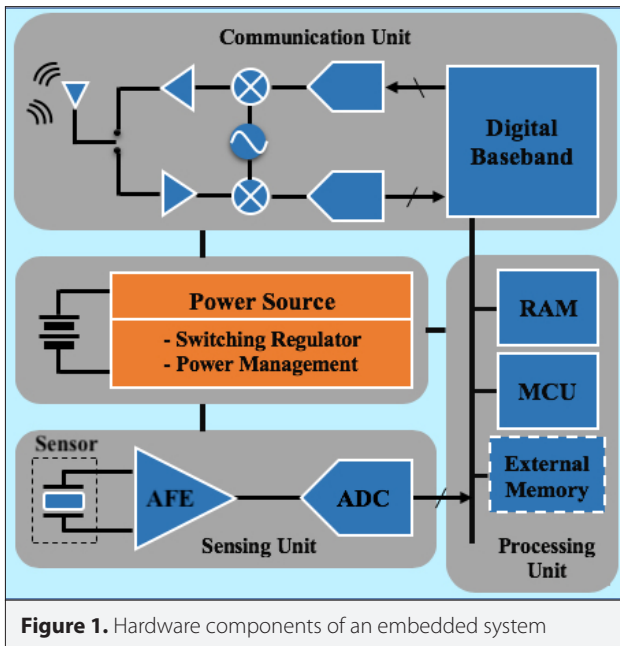 Communication Unit
Digital
Baseband
Power Source
- Switching Regulator
- Power Management
RAM
MCU
External
Memory
Processing
Unit
Sensor
AFE
ADC
Sensing Unit
Figure 1. Hardware components of an embedded system